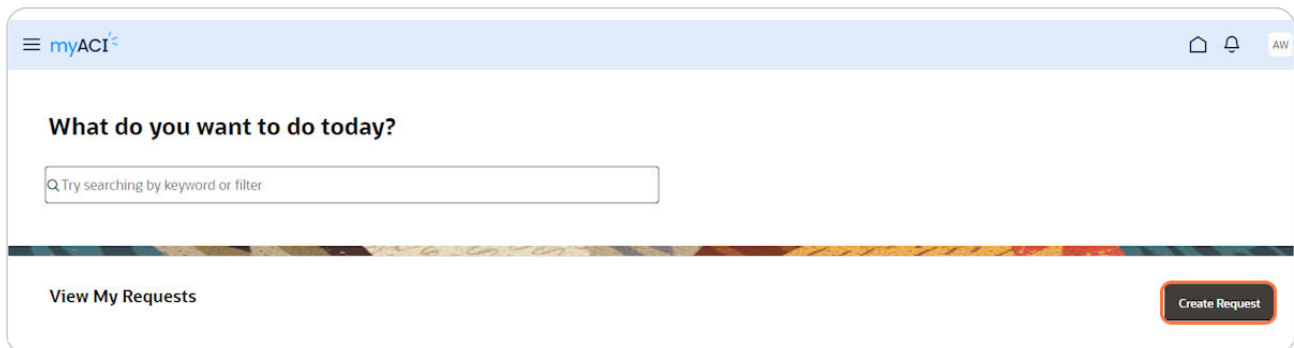 myACI
AW
What do you want to do today?
Try searching by keyword or filter
View My Requests
Create Request